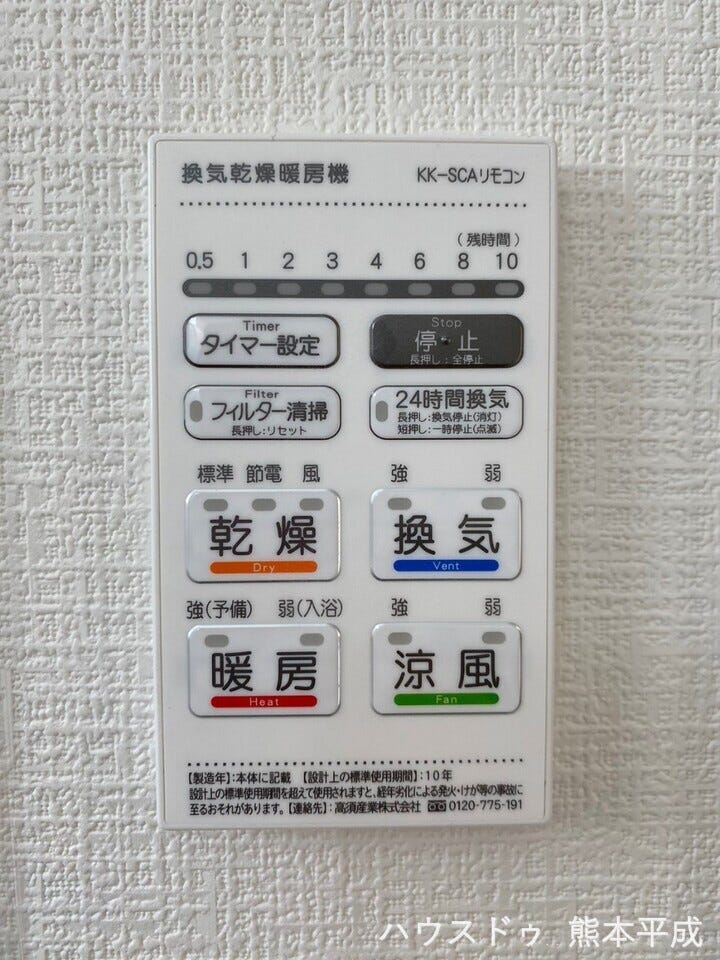 換気乾燥暖房機 KK-SCAリモコン
(残時間)
0.5 1 2 3 4 6 8 10
Timer
タイマー設定
Stop
停・止
長押し:全停止
Filter
フィルター清掃
長押し:リセット
24時間換気
長押し:換気停止(消灯)
短押し:一時停止(点滅)
標準 節電 風
乾燥
Dry
強 弱
換気
Vent
強(予備) 弱(入浴)
暖房
Heat
強 弱
涼風
Fan
【製造年】:本体に記載 【設計上の標準使用期間】:10年
設計上の標準使用期間を超えて使用されますと、経年劣化による発火・けが等の事故に
至るおそれがあります。【連絡先】:高須産業株式会社 0120-775-191
ハウスドゥ 熊本平成